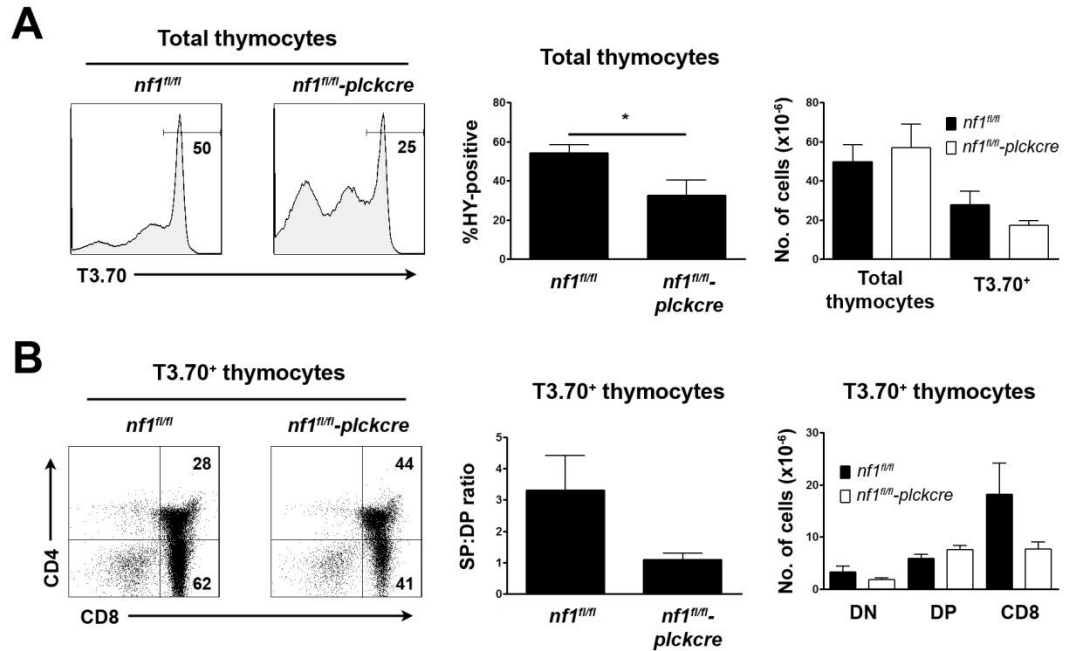 A
Total thymocytes
nf1fl/fl
nf1fl/fl-plckcre
50
25
T3.70
Total thymocytes
%HY-positive
80
60
40
20
0
*
nf1fl/fl
nf1fl/fl-
plckcre
No. of cells (x10-6)
80
60
40
20
0
nf1fl/fl
nf1fl/fl-plckcre
Total
thymocytes
T3.70+
B
T3.70+ thymocytes
nf1fl/fl
nf1fl/fl-plckcre
28
62
44
41
CD4
CD8
T3.70+ thymocytes
SP:DP ratio
5
4
3
2
1
0
nf1fl/fl
nf1fl/fl-
plckcre
T3.70+ thymocytes
No. of cells (x10-6)
30
20
10
0
nf1fl/fl
nf1fl/fl-plckcre
DN
DP
CD8